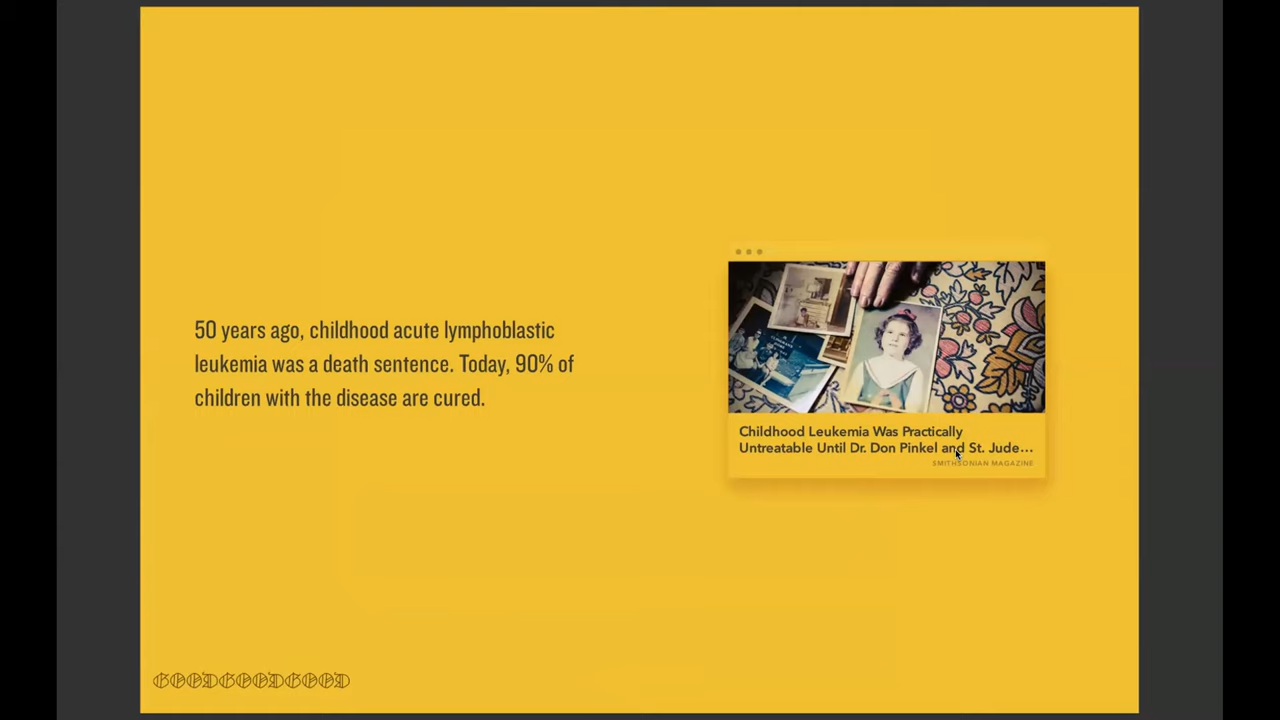 50 years ago, childhood acute lymphoblastic
leukemia was a death sentence. Today, 90% of
children with the disease are cured.
Childhood Leukemia Was Practically
Untreatable Until Dr. Don Pinkel and St. Jude...
SMITHSONIAN MAGAZINE
GOODGOODGOOD